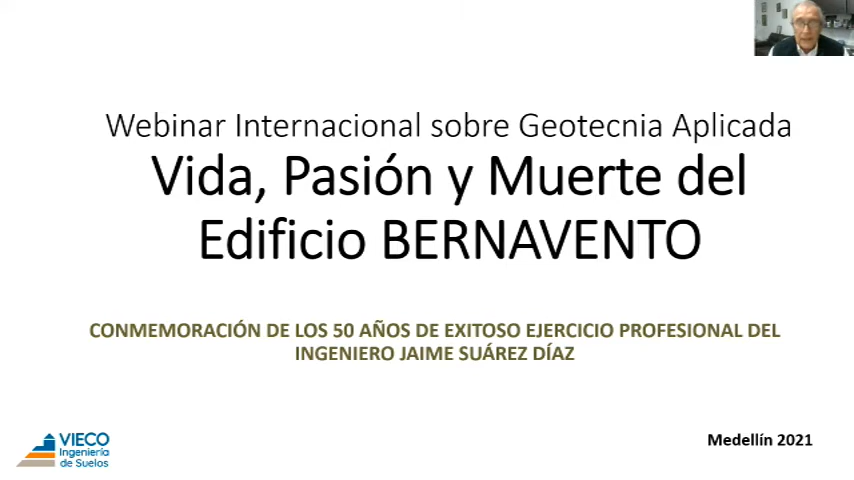 Webinar Internacional sobre Geotecnia Aplicada
Vida, Pasión y Muerte del
Edificio BERNAVENTO
CONMEMORACIÓN DE LOS 50 AÑOS DE EXITOSO EJERCICIO PROFESIONAL DEL
INGENIERO JAIME SUÁREZ DÍAZ
VIECO
Ingeniería
de Suelos
Medellín 2021